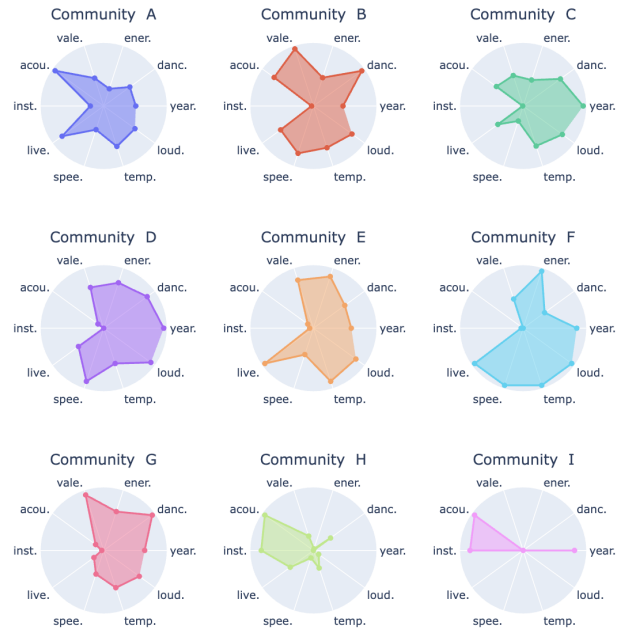 Community A
Community B
Community C
vale. ener.
vale. ener.
vale. ener.
acou. danc.
acou. danc.
acou. danc.
inst. year.
inst. year.
inst. year.
live. loud.
live. loud.
live. loud.
spee. temp.
spee. temp.
spee. temp.
Community D
Community E
Community F
vale. ener.
vale. ener.
vale. ener.
acou. danc.
acou. danc.
acou. danc.
inst. year.
inst. year.
inst. year.
live. loud.
live. loud.
live. loud.
spee. temp.
spee. temp.
spee. temp.
Community G
Community H
Community I
vale. ener.
vale. ener.
vale. ener.
acou. danc.
acou. danc.
acou. danc.
inst. year.
inst. year.
inst. year.
live. loud.
live. loud.
live. loud.
spee. temp.
spee. temp.
spee. temp.